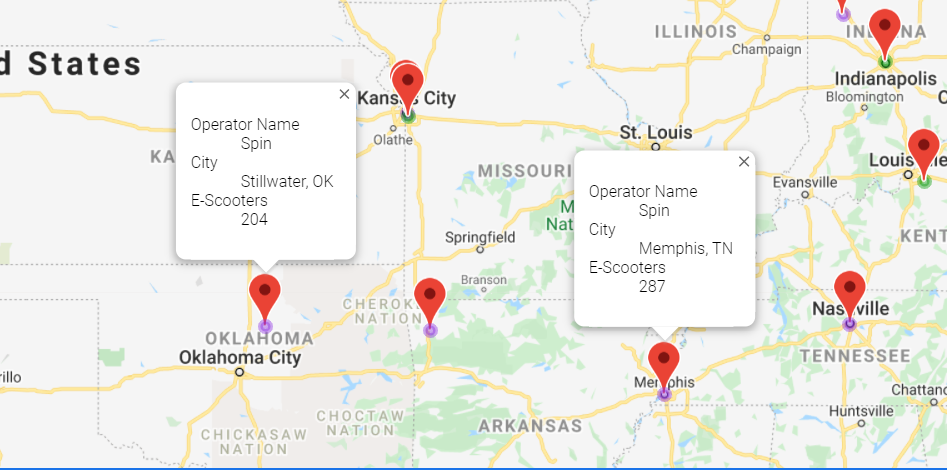 d States
ILLINOIS
Champaign
INDIANA
Indianapolis
Bloomington
Kansas City
Olathe
St. Louis
MISSOURI
Evansville
Springfield
Branson
CHEROK
NATION
OKLAHOMA
Oklahoma City
rillo
CHOCTAW
NATION
CHICKASAW
NATION
ARKANSAS
Memphis
Nashville
TENNESSEE
Chattano
Huntsville
KENT
KA
M
Nat
Operator Name
Spin
City
Stillwater, OK
E-Scooters
204
Operator Name
Spin
City
Memphis, TN
E-Scooters
287